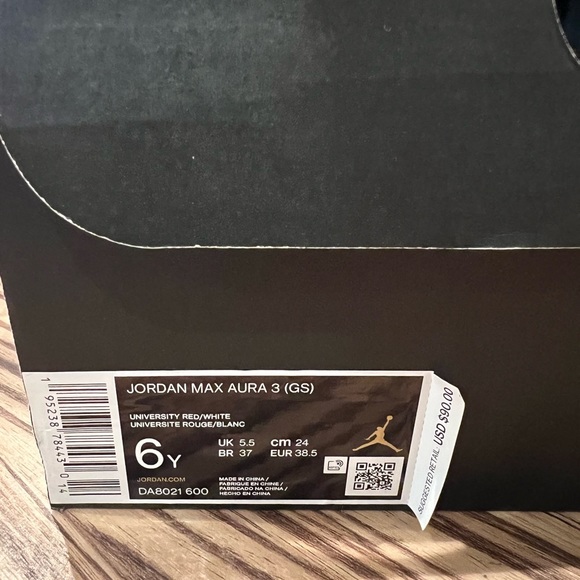 JORDAN MAX AURA 3 (GS)
UNIVERSITY RED/WHITE
UNIVERSITE ROUGE/BLANC
6Y
UK 5.5 cm 24
BR 37 EUR 38.5
JORDAN.COM
DA8021 600
MADE IN CHINA /
FABRIQUE EN CHINE /
FABRICADO NA CHINA /
HECHO EN CHINA
1 95238 78443 0 14
SUGGESTED RETAIL USD $90.00